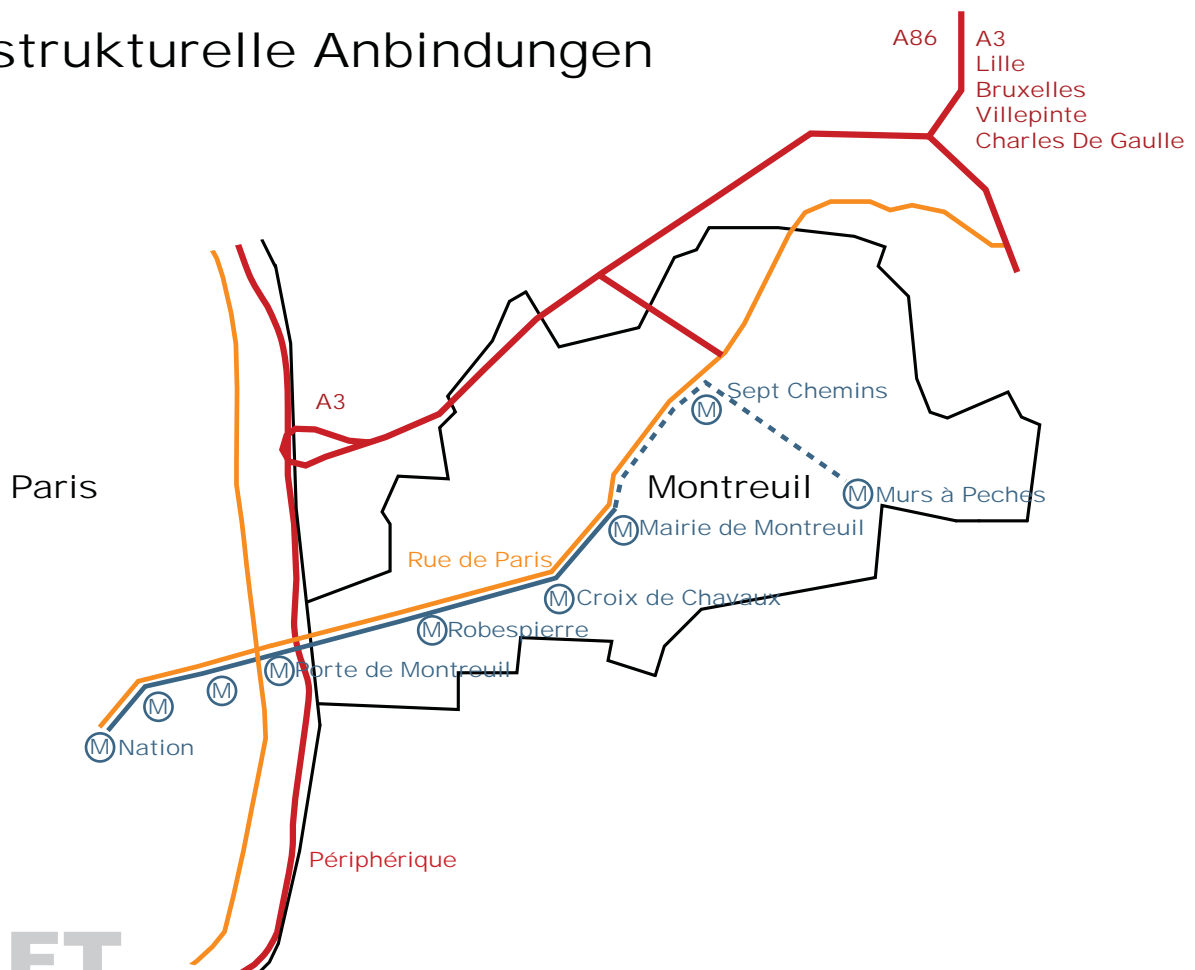 strukturelle Anbindungen
A86
A3
Lille
Bruxelles
Villepinte
Charles De Gaulle
A3
Sept Chemins
M
Paris
Montreuil
M Murs à Peches
M Mairie de Montreuil
Rue de Paris
M Croix de Chavaux
M Robespierre
M Porte de Montreuil
M
M
M Nation
Périphérique
ET